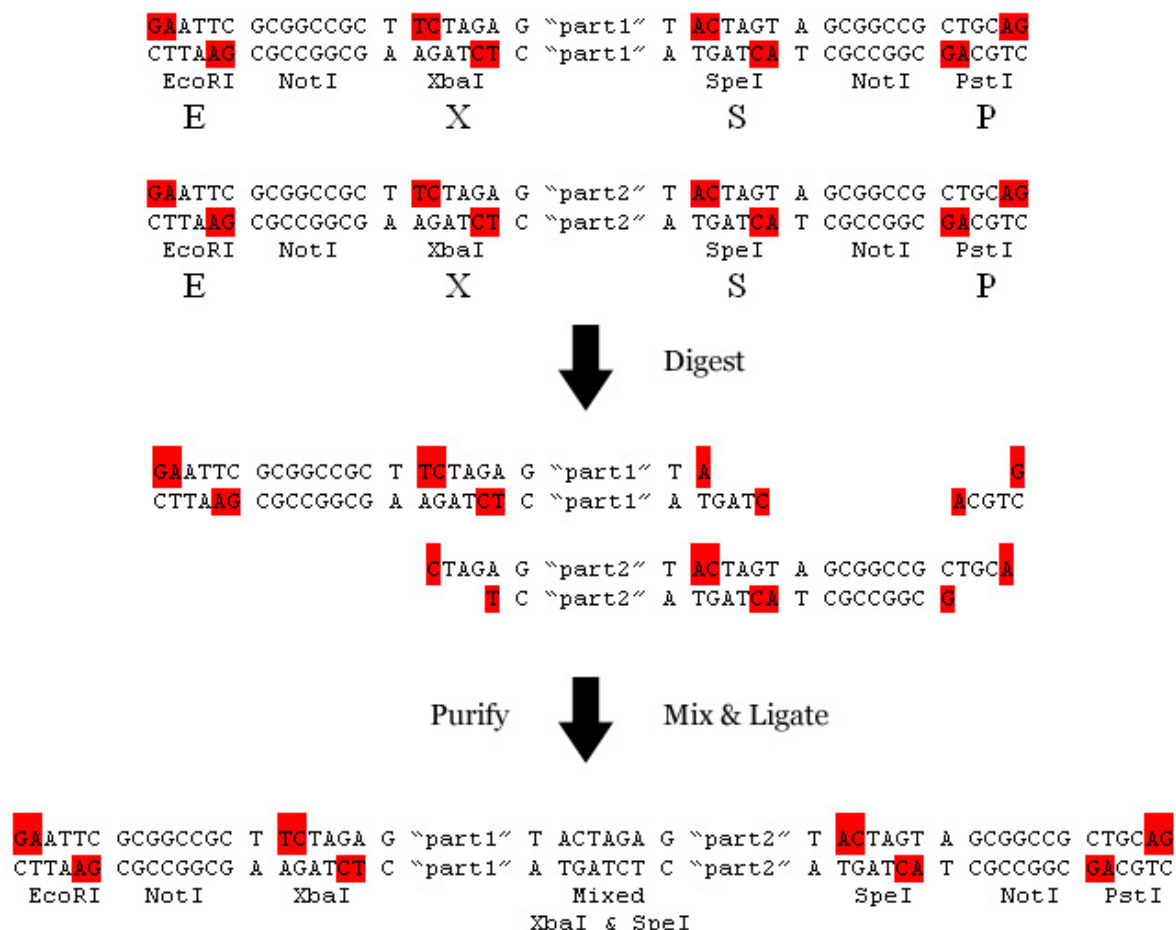 GAATTC GCGGCCGC T TCTAGA G ``part1″ T ACTAGT A GCGGCCG CTGCAG
CTTAAG CGCCGGCG A AGATCT C ``part1″ A TGATCA T CGCCGGC GACGTC
EcoRI NotI XbaI SpeI NotI PstI
E X S P
GAATTC GCGGCCGC T TCTAGA G ``part2″ T ACTAGT A GCGGCCG CTGCAG
CTTAAG CGCCGGCG A AGATCT C ``part2″ A TGATCA T CGCCGGC GACGTC
EcoRI NotI XbaI SpeI NotI PstI
E X S P
Digest
GAATTC GCGGCCGC T TCTAGA G ``part1″ T A G
CTTAAG CGCCGGCG A AGATCT C ``part1″ A TGATC ACGTC
CTAGA G ``part2″ T ACTAGT A GCGGCCG CTGCA
T C ``part2″ A TGATCA T CGCCGGC G
Purify Mix & Ligate
GAATTC GCGGCCGC T TCTAGA G ``part1″ T ACTAGA G ``part2″ T ACTAGT A GCGGCCG CTGCAG
CTTAAG CGCCGGCG A AGATCT C ``part1″ A TGATCT C ``part2″ A TGATCA T CGCCGGC GACGTC
EcoRI NotI XbaI Mixed SpeI NotI PstI
XbaI & SpeI